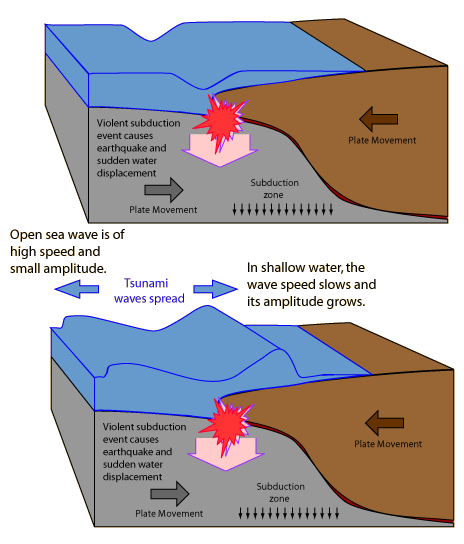 Violent subduction
event causes
earthquake and
sudden water
displacement
Plate Movement
Plate Movement
Subduction
zone
Open sea wave is of
high speed and
small amplitude.
Tsunami
waves spread
In shallow water, the
wave speed slows and
its amplitude grows.
Violent subduction
event causes
earthquake and
sudden water
displacement
Plate Movement
Plate Movement
Subduction
zone